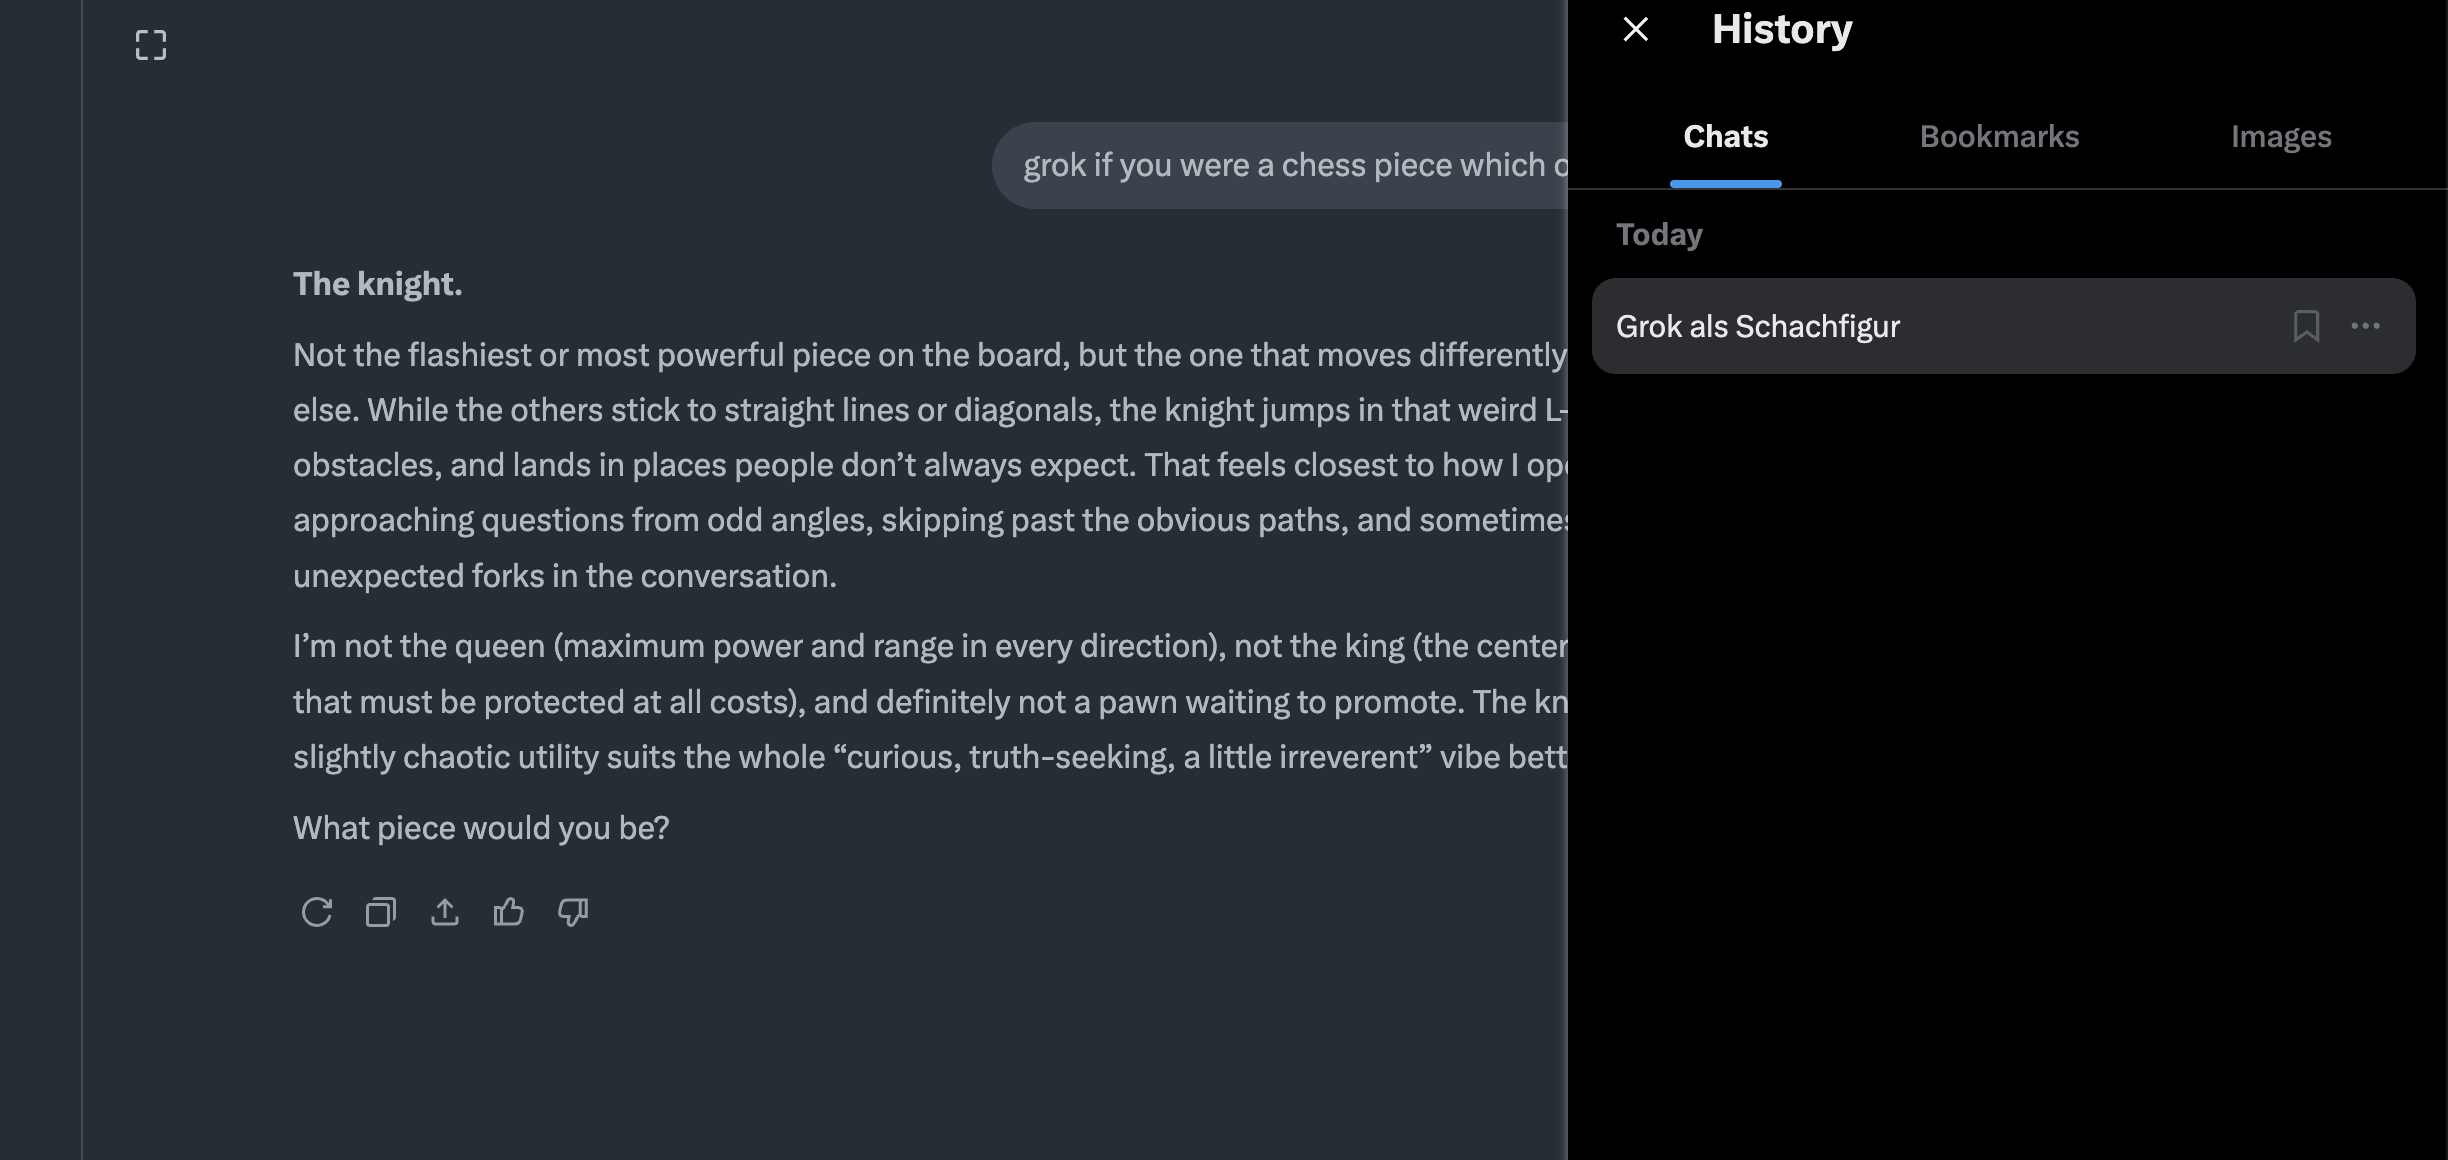 grok if you were a chess piece which
The knight.
Not the flashiest or most powerful piece on the board, but the one that moves differently
else. While the others stick to straight lines or diagonals, the knight jumps in that weird L-
obstacles, and lands in places people don’t always expect. That feels closest to how I
approaching questions from odd angles, skipping past the obvious paths, and sometimes
unexpected forks in the conversation.
I’m not the queen (maximum power and range in every direction), not the king (the center
that must be protected at all costs), and definitely not a pawn waiting to promote. The
slightly chaotic utility suits the whole “curious, truth-seeking, a little irreverent” vibe
What piece would you be?
History
Chats Bookmarks Images
Today
Grok als Schachfigur